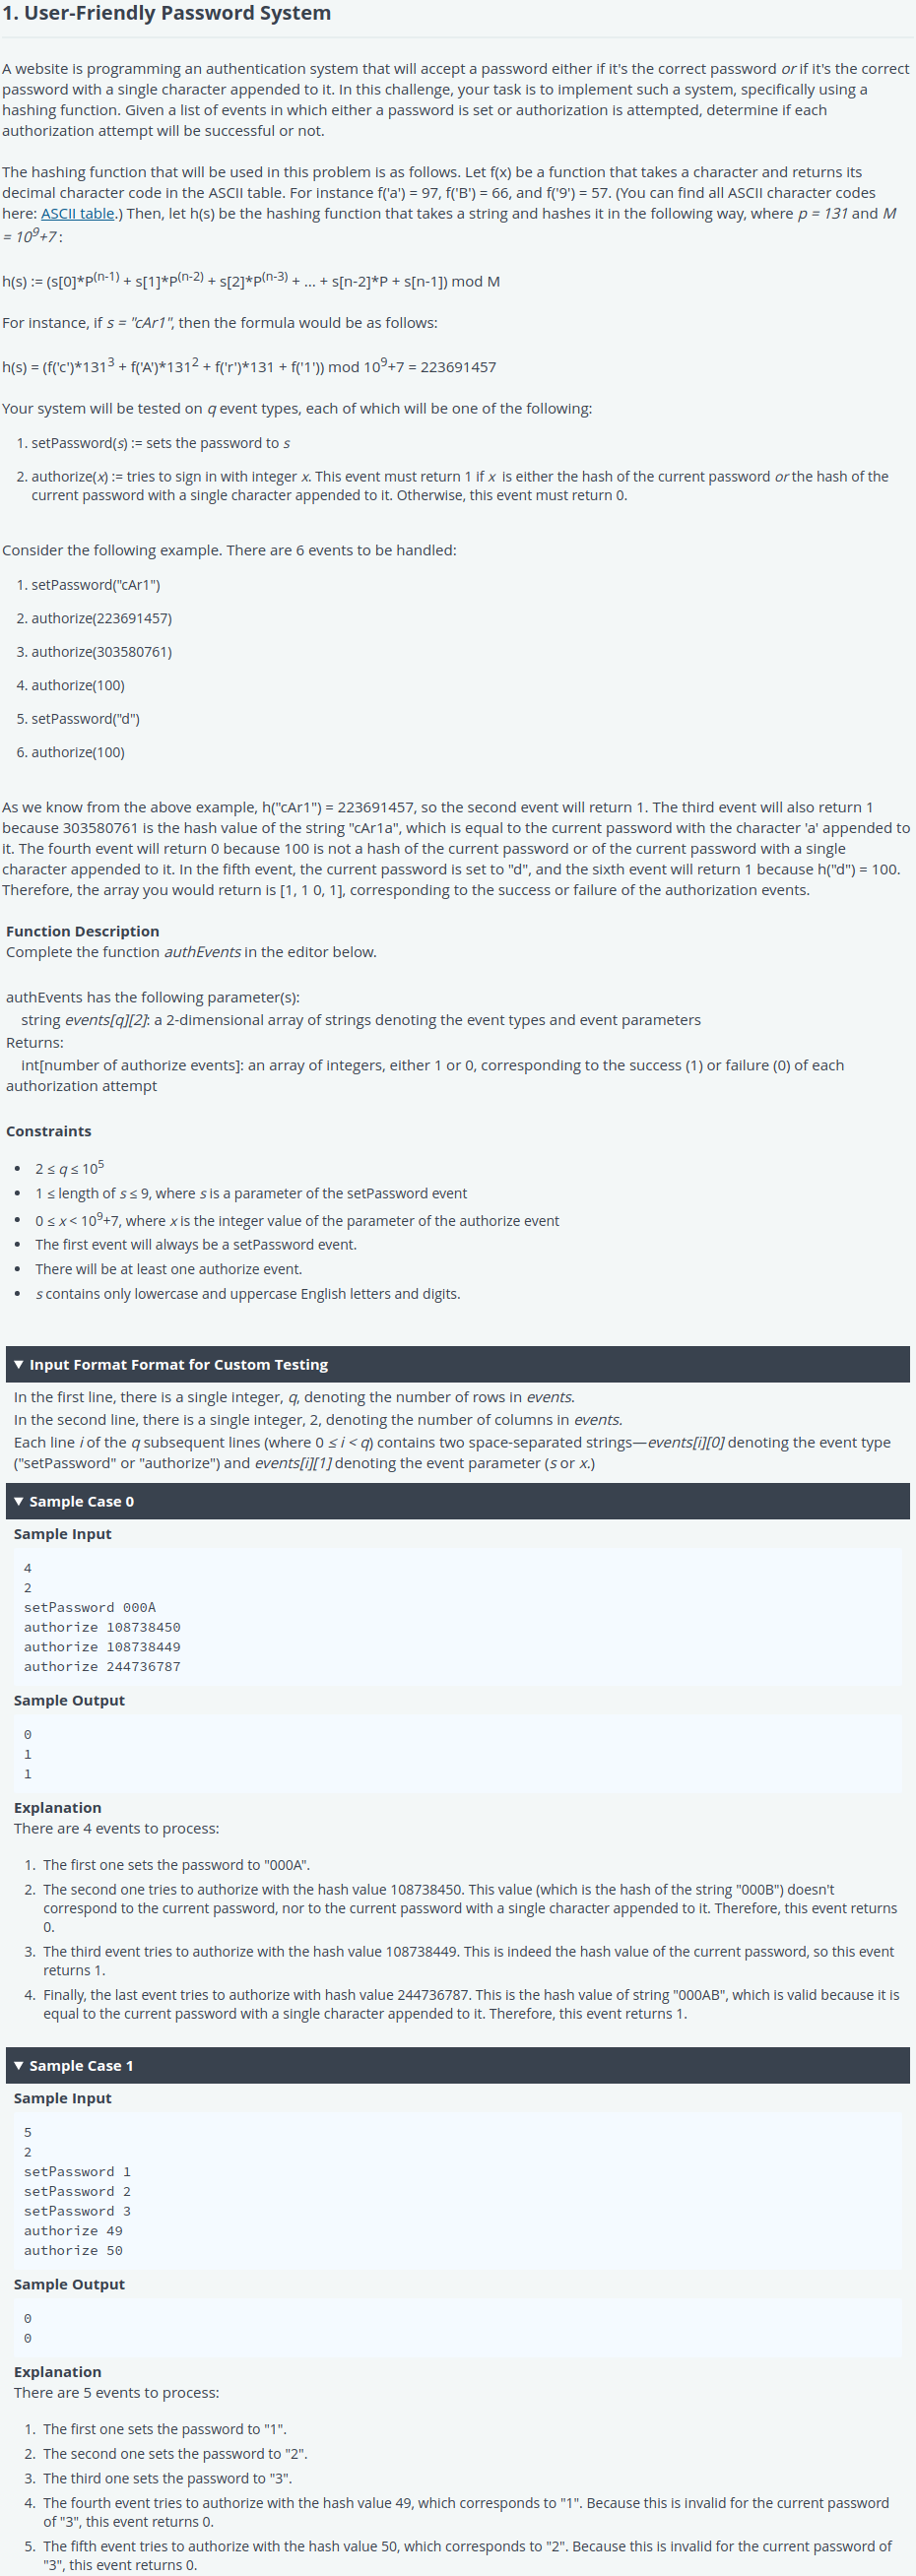 1. User-Friendly Password System
A website is programming an authentication system that will accept a password either if it's the correct password or if it's the correct
password with a single character appended to it. In this challenge, your task is to implement such a system, specifically using a
hashing function. Given a list of events in which either a password is set or authorization is attempted, determine if each
authorization attempt will be successful or not.
The hashing function that will be used in this problem is as follows. Let f(x) be a function that takes a character and returns its
decimal character code in the ASCII table. For instance f('a') = 97, f('B') = 66, and f('9') = 57. (You can find all ASCII character codes
here: ASCII table.) Then, let h(s) be the hashing function that takes a string and hashes it in the following way, where p = 131 and M
= 10⁹+7 :
h(s) := (s[0]*P⁽ⁿ⁻¹⁾ + s[1]*P⁽ⁿ⁻²⁾ + s[2]*P⁽ⁿ⁻³⁾ + ... + s[n-2]*P + s[n-1]) mod M
For instance, if s = "cAr1", then the formula would be as follows:
h(s) = (f('c')*131³ + f('A')*131² + f('r')*131 + f('1')) mod 10⁹+7 = 223691457
Your system will be tested on q event types, each of which will be one of the following:
1. setPassword(s) := sets the password to s
2. authorize(x) := tries to sign in with integer x. This event must return 1 if x is either the hash of the current password or the hash of the
current password with a single character appended to it. Otherwise, this event must return 0.
Consider the following example. There are 6 events to be handled:
1. setPassword("cAr1")
2. authorize(223691457)
3. authorize(303580761)
4. authorize(100)
5. setPassword("d")
6. authorize(100)
As we know from the above example, h("cAr1") = 223691457, so the second event will return 1. The third event will also return 1
because 303580761 is the hash value of the string "cAr1a", which is equal to the current password with the character 'a' appended to
it. The fourth event will return 0 because 100 is not a hash of the current password or of the current password with a single
character appended to it. In the fifth event, the current password is set to "d", and the sixth event will return 1 because h("d") = 100.
Therefore, the array you would return is [1, 1 0, 1], corresponding to the success or failure of the authorization events.
Function Description
Complete the function authEvents in the editor below.
authEvents has the following parameter(s):
string events[q][2]: a 2-dimensional array of strings denoting the event types and event parameters
Returns:
int[number of authorize events]: an array of integers, either 1 or 0, corresponding to the success (1) or failure (0) of each
authorization attempt
Constraints
• 2 ≤ q ≤ 10⁵
• 1 ≤ length of s ≤ 9, where s is a parameter of the setPassword event
• 0 ≤ x < 10⁹+7, where x is the integer value of the parameter of the authorize event
• The first event will always be a setPassword event.
• There will be at least one authorize event.
• s contains only lowercase and uppercase English letters and digits.
▼ Input Format Format for Custom Testing
In the first line, there is a single integer, q, denoting the number of rows in events.
In the second line, there is a single integer, 2, denoting the number of columns in events.
Each line i of the q subsequent lines (where 0 ≤ i < q) contains two space-separated strings—events[i][0] denoting the event type
("setPassword" or "authorize") and events[i][1] denoting the event parameter (s or x.)
▼ Sample Case 0
Sample Input
4
2
setPassword 000A
authorize 108738450
authorize 108738449
authorize 244736787
Sample Output
0
1
1
Explanation
There are 4 events to process:
1. The first one sets the password to "000A".
2. The second one tries to authorize with the hash value 108738450. This value (which is the hash of the string "000B") doesn't
correspond to the current password, nor to the current password with a single character appended to it. Therefore, this event returns
0.
3. The third event tries to authorize with the hash value 108738449. This is indeed the hash value of the current password, so this event
returns 1.
4. Finally, the last event tries to authorize with hash value 244736787. This is the hash value of string "000AB", which is valid because it is
equal to the current password with a single character appended to it. Therefore, this event returns 1.
▼ Sample Case 1
Sample Input
5
2
setPassword 1
setPassword 2
setPassword 3
authorize 49
authorize 50
Sample Output
0
0
Explanation
There are 5 events to process:
1. The first one sets the password to "1".
2. The second one sets the password to "2".
3. The third one sets the password to "3".
4. The fourth event tries to authorize with the hash value 49, which corresponds to "1". Because this is invalid for the current password
of "3", this event returns 0.
5. The fifth event tries to authorize with the hash value 50, which corresponds to "2". Because this is invalid for the current password of
"3", this event returns 0.